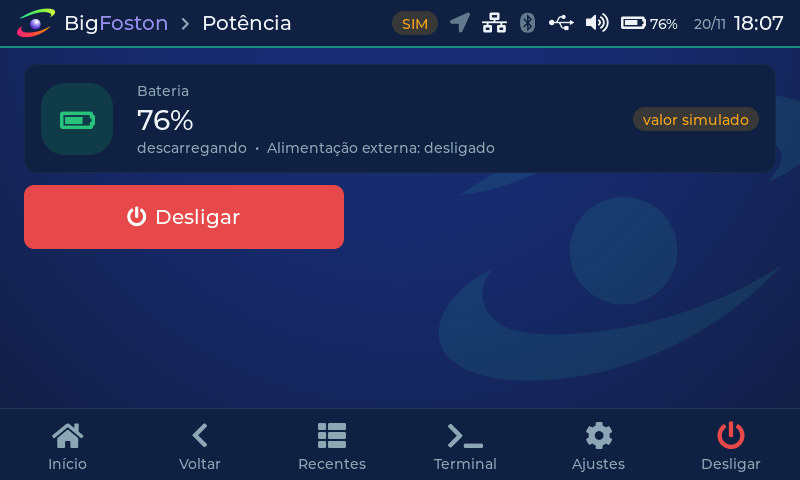 BigFoston > Potência SIM 76% 20/11 18:07
Bateria
76%
valor simulado
descarregando • Alimentação externa: desligado
Desligar
Início Voltar Recentes Terminal Ajustes Desligar